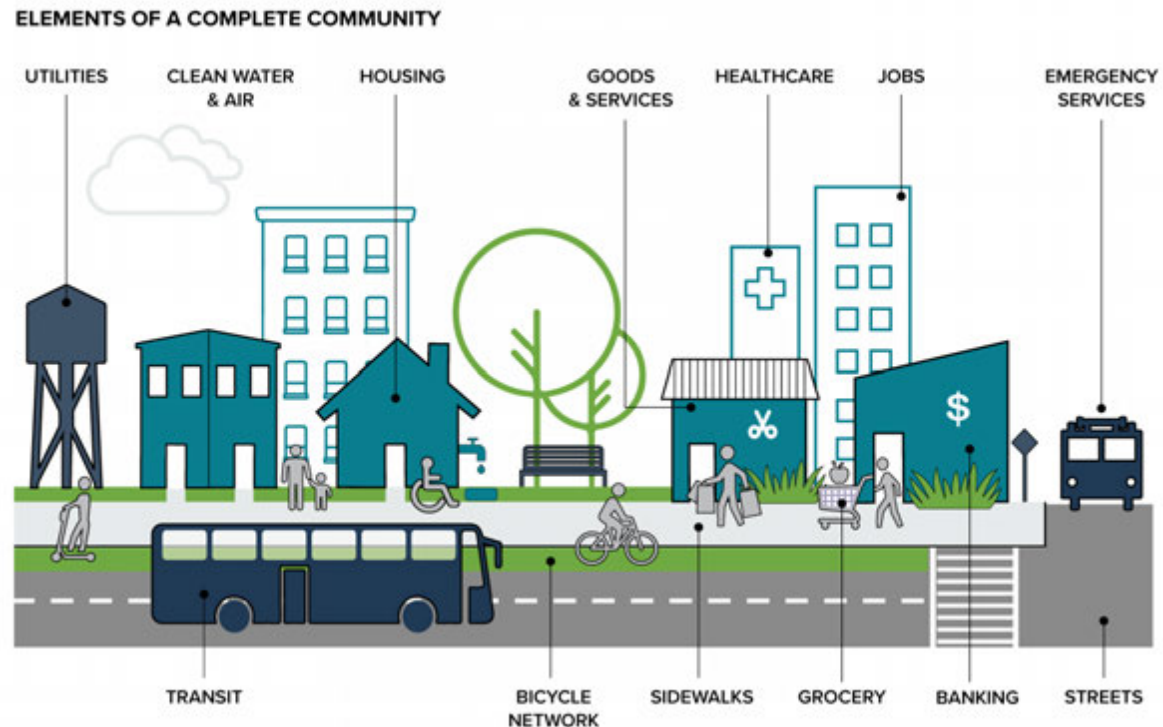 ELEMENTS OF A COMPLETE COMMUNITY
UTILITIES
CLEAN WATER
& AIR
HOUSING
GOODS
& SERVICES
HEALTHCARE
JOBS
EMERGENCY
SERVICES
$
TRANSIT
BICYCLE
NETWORK
SIDEWALKS
GROCERY
BANKING
STREETS